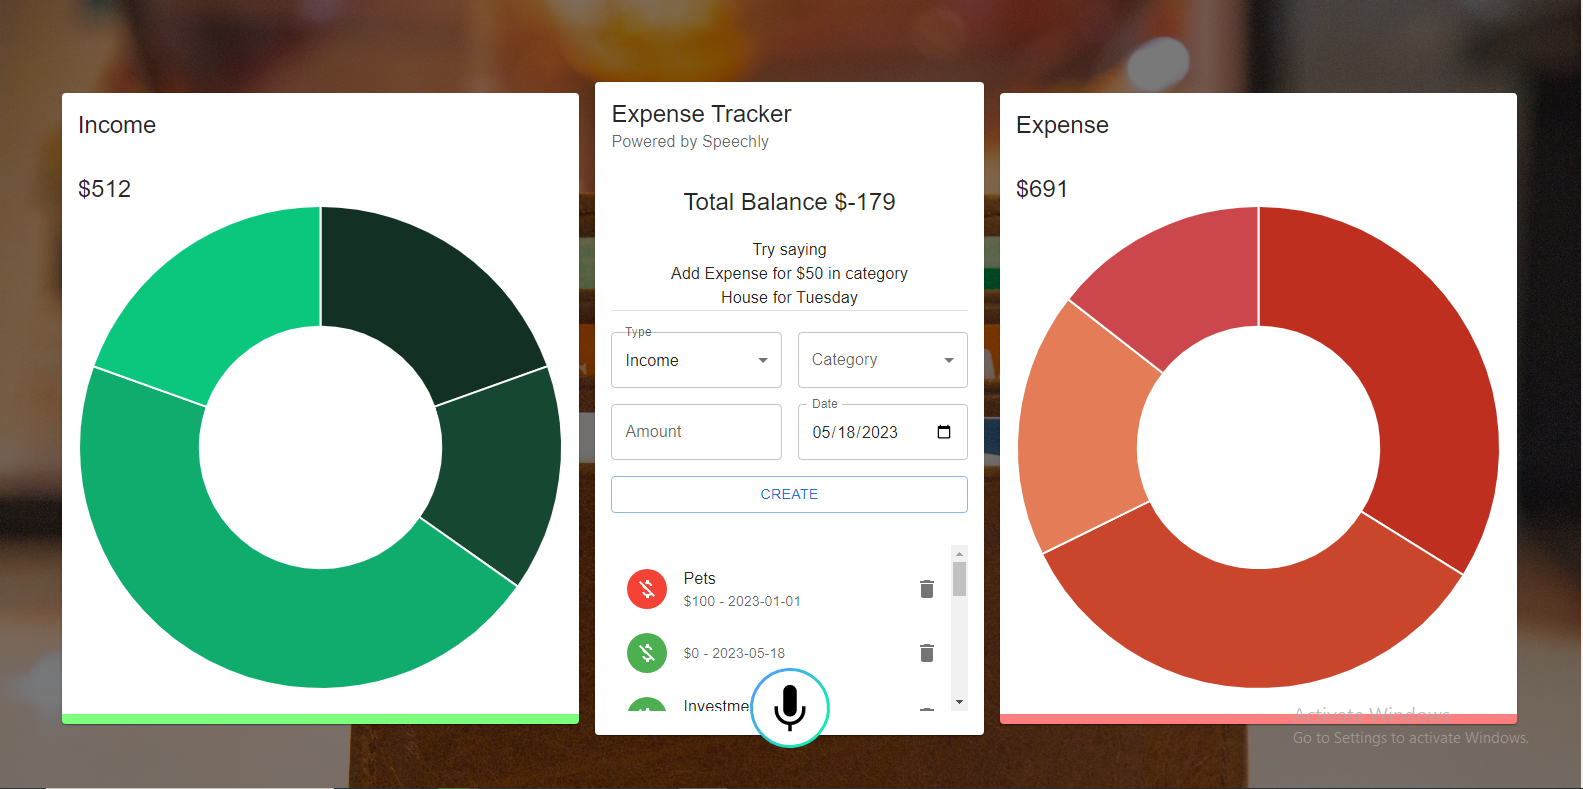 Income
$512
Expense Tracker
Powered by Speechly
Total Balance $-179
Try saying
Add Expense for $50 in category
House for Tuesday
Type
Income
Category
Amount
Date
05/18/2023
CREATE
Pets
$100 - 2023-01-01
$0 - 2023-05-18
Investme
Expense
$691
Activate Windows
Go to Settings to activate Windows.